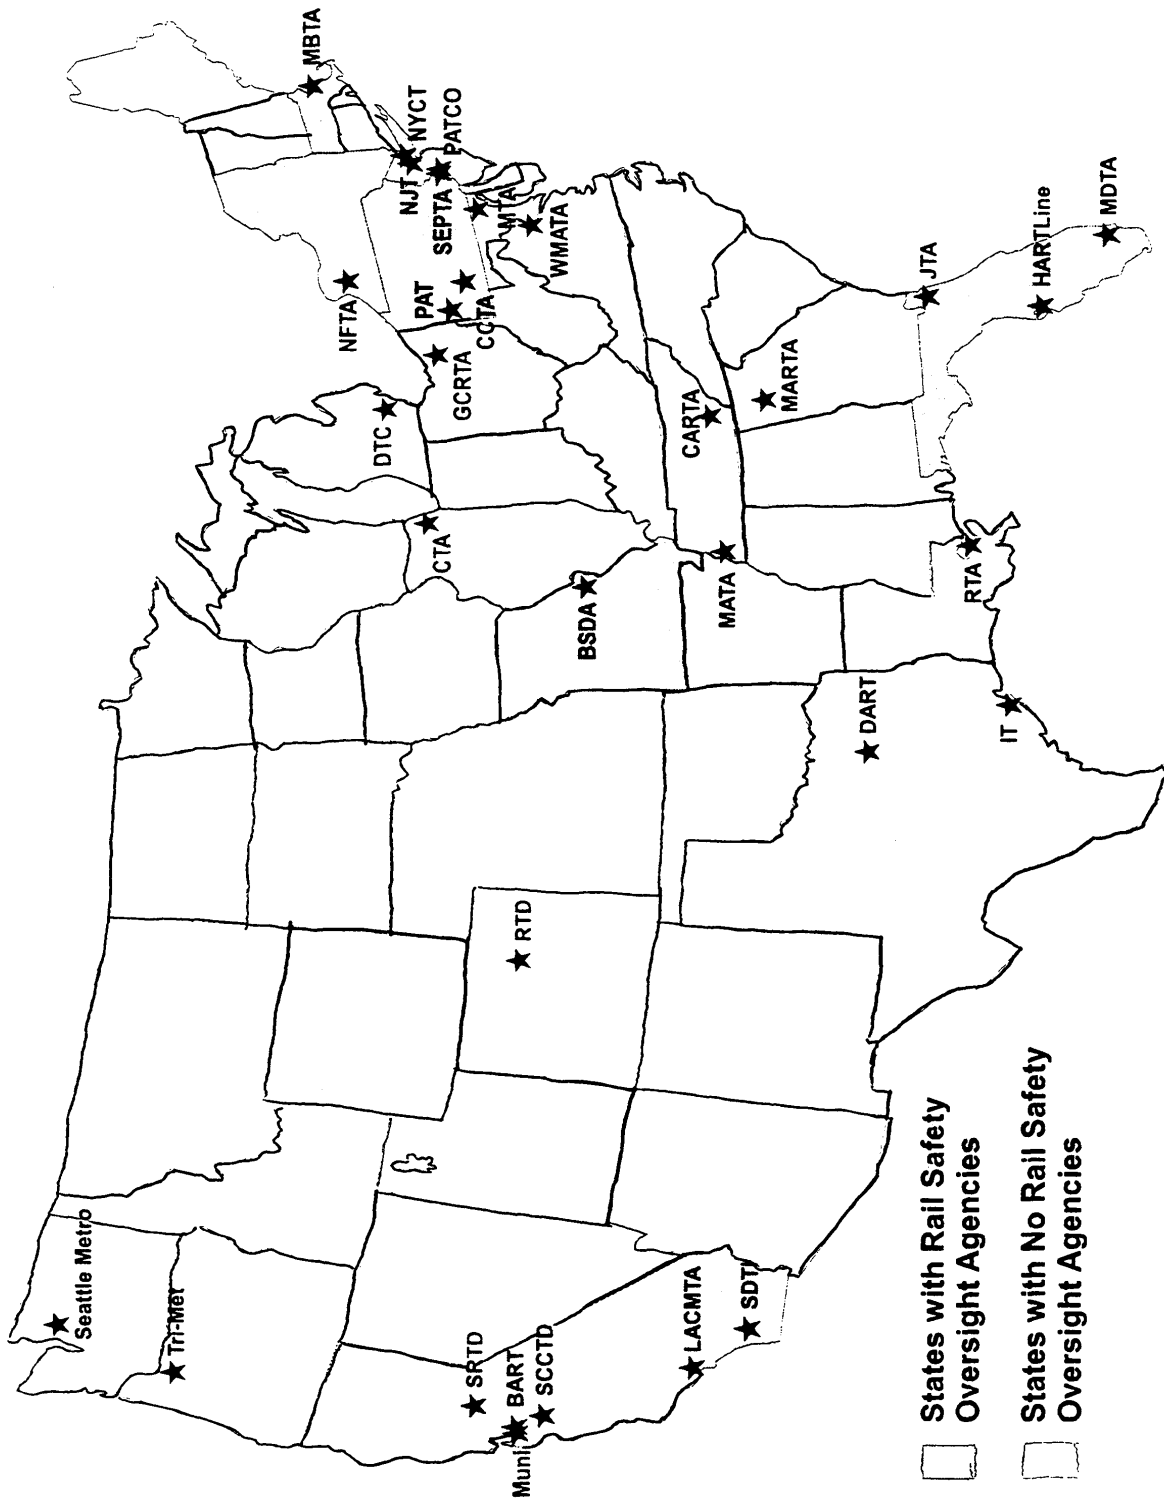 Seattle Metro
Tri-Met
SRTD
BART
Muni
SCCTD
LACMTA
SDTI
RTD
DART
IT
BSDA
MATA
RTA
CTA
DTC
GCRTA
CARTA
MARTA
NFTA
PAT
CCTA
NJT
SEPTA
MTA
WMATA
MBTA
NYCT
PATCO
JTA
HARTLine
MDTA
States with Rail Safety
Oversight Agencies
States with No Rail Safety
Oversight Agencies